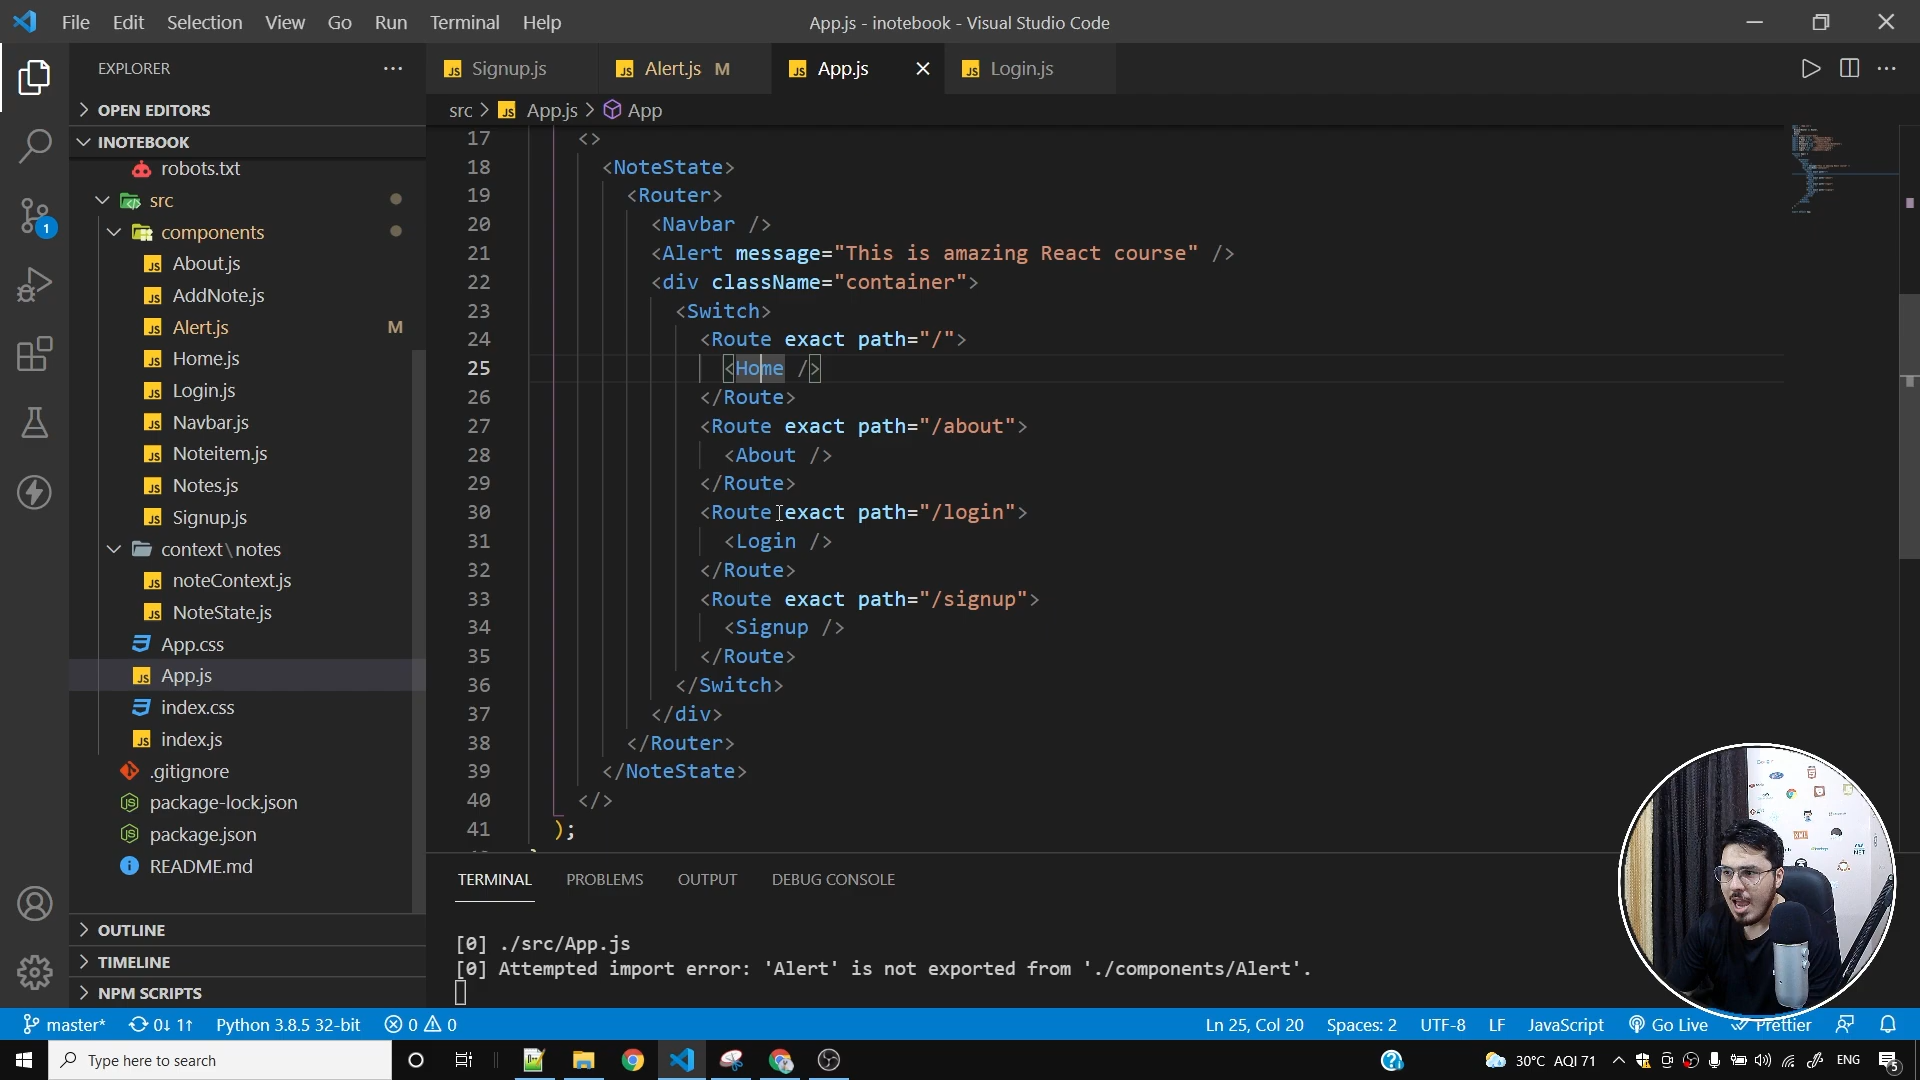 File Edit Selection View Go Run Terminal Help
App.js - inotebook - Visual Studio Code
EXPLORER
Signup.js
Alert.js M
App.js
Login.js
OPEN EDITORS
INOTEBOOK
robots.txt
src
components
About.js
AddNote.js
Alert.js M
Home.js
Login.js
Navbar.js
Noteitem.js
Notes.js
Signup.js
context\notes
noteContext.js
NoteState.js
App.css
App.js
index.css
index.js
.gitignore
package-lock.json
package.json
README.md
OUTLINE
TIMELINE
NPM SCRIPTS
src > App.js > App
17 <>
18 <NoteState>
19 <Router>
20 <Navbar />
21 <Alert message="This is amazing React course" />
22 <div className="container">
23 <Switch>
24 <Route exact path="/">
25 <Home />
26 </Route>
27 <Route exact path="/about">
28 <About />
29 </Route>
30 <Route exact path="/login">
31 <Login />
32 </Route>
33 <Route exact path="/signup">
34 <Signup />
35 </Route>
36 </Switch>
37 </div>
38 </Router>
39 </NoteState>
40 </>
41 );
TERMINAL PROBLEMS OUTPUT DEBUG CONSOLE
[0] ./src/App.js
[0] Attempted import error: 'Alert' is not exported from './components/Alert'.
1
master* 0↓ 1↑ Python 3.8.5 32-bit 0 0
Ln 25, Col 20 Spaces: 2 UTF-8 LF JavaScript Go Live Prettier
Type here to search
30°C AQI 71 ENG 5